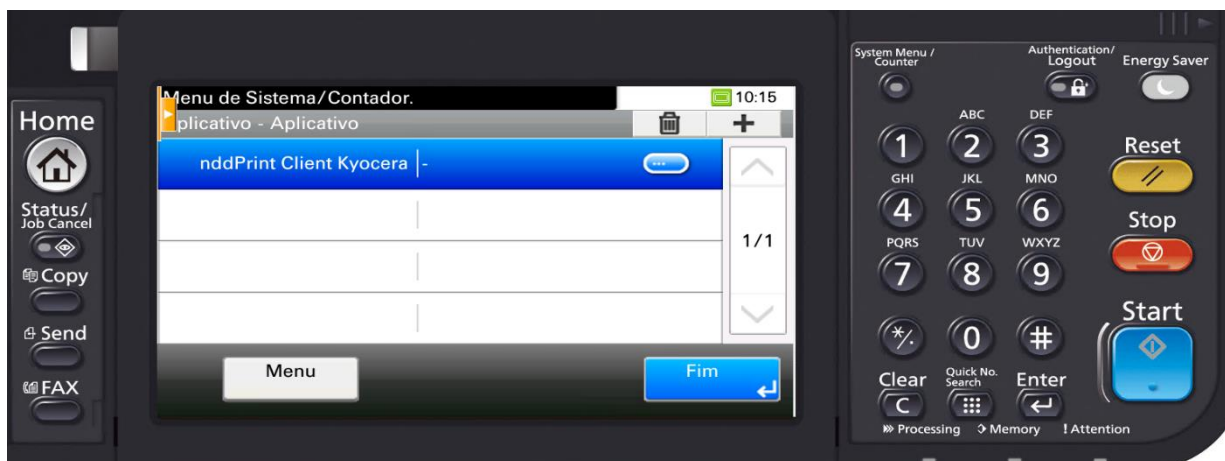 Home
Status/
Job Cancel
Copy
Send
FAX
Menu de Sistema/Contador.
10:15
plicativo - Aplicativo
nddPrint Client Kyocera
-
1/1
Menu
Fim
System Menu /
Counter
Authentication/
Logout
Energy Saver
ABC
DEF
1
2
3
Reset
GHI
JKL
MNO
4
5
6
Stop
PQRS
TUV
WXYZ
7
8
9
Start
*/.
0
#
Clear
Quick No.
Search
Enter
C
Processing
Memory
! Attention